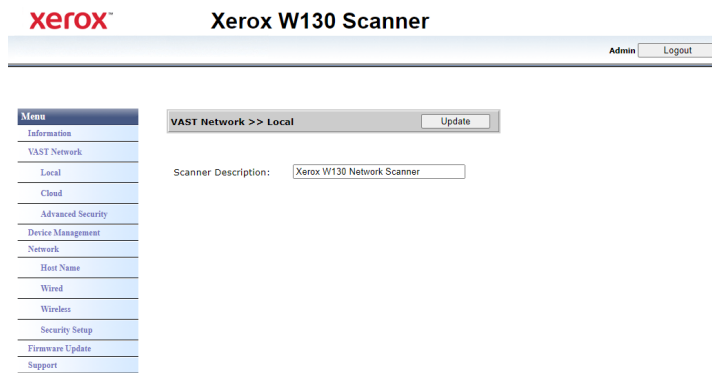 xerox™
Xerox W130 Scanner
Admin Logout
Menu
Information
VAST Network
Local
Cloud
Advanced Security
Device Management
Network
Host Name
Wired
Wireless
Security Setup
Firmware Update
Support
VAST Network >> Local Update
Scanner Description: Xerox W130 Network Scanner